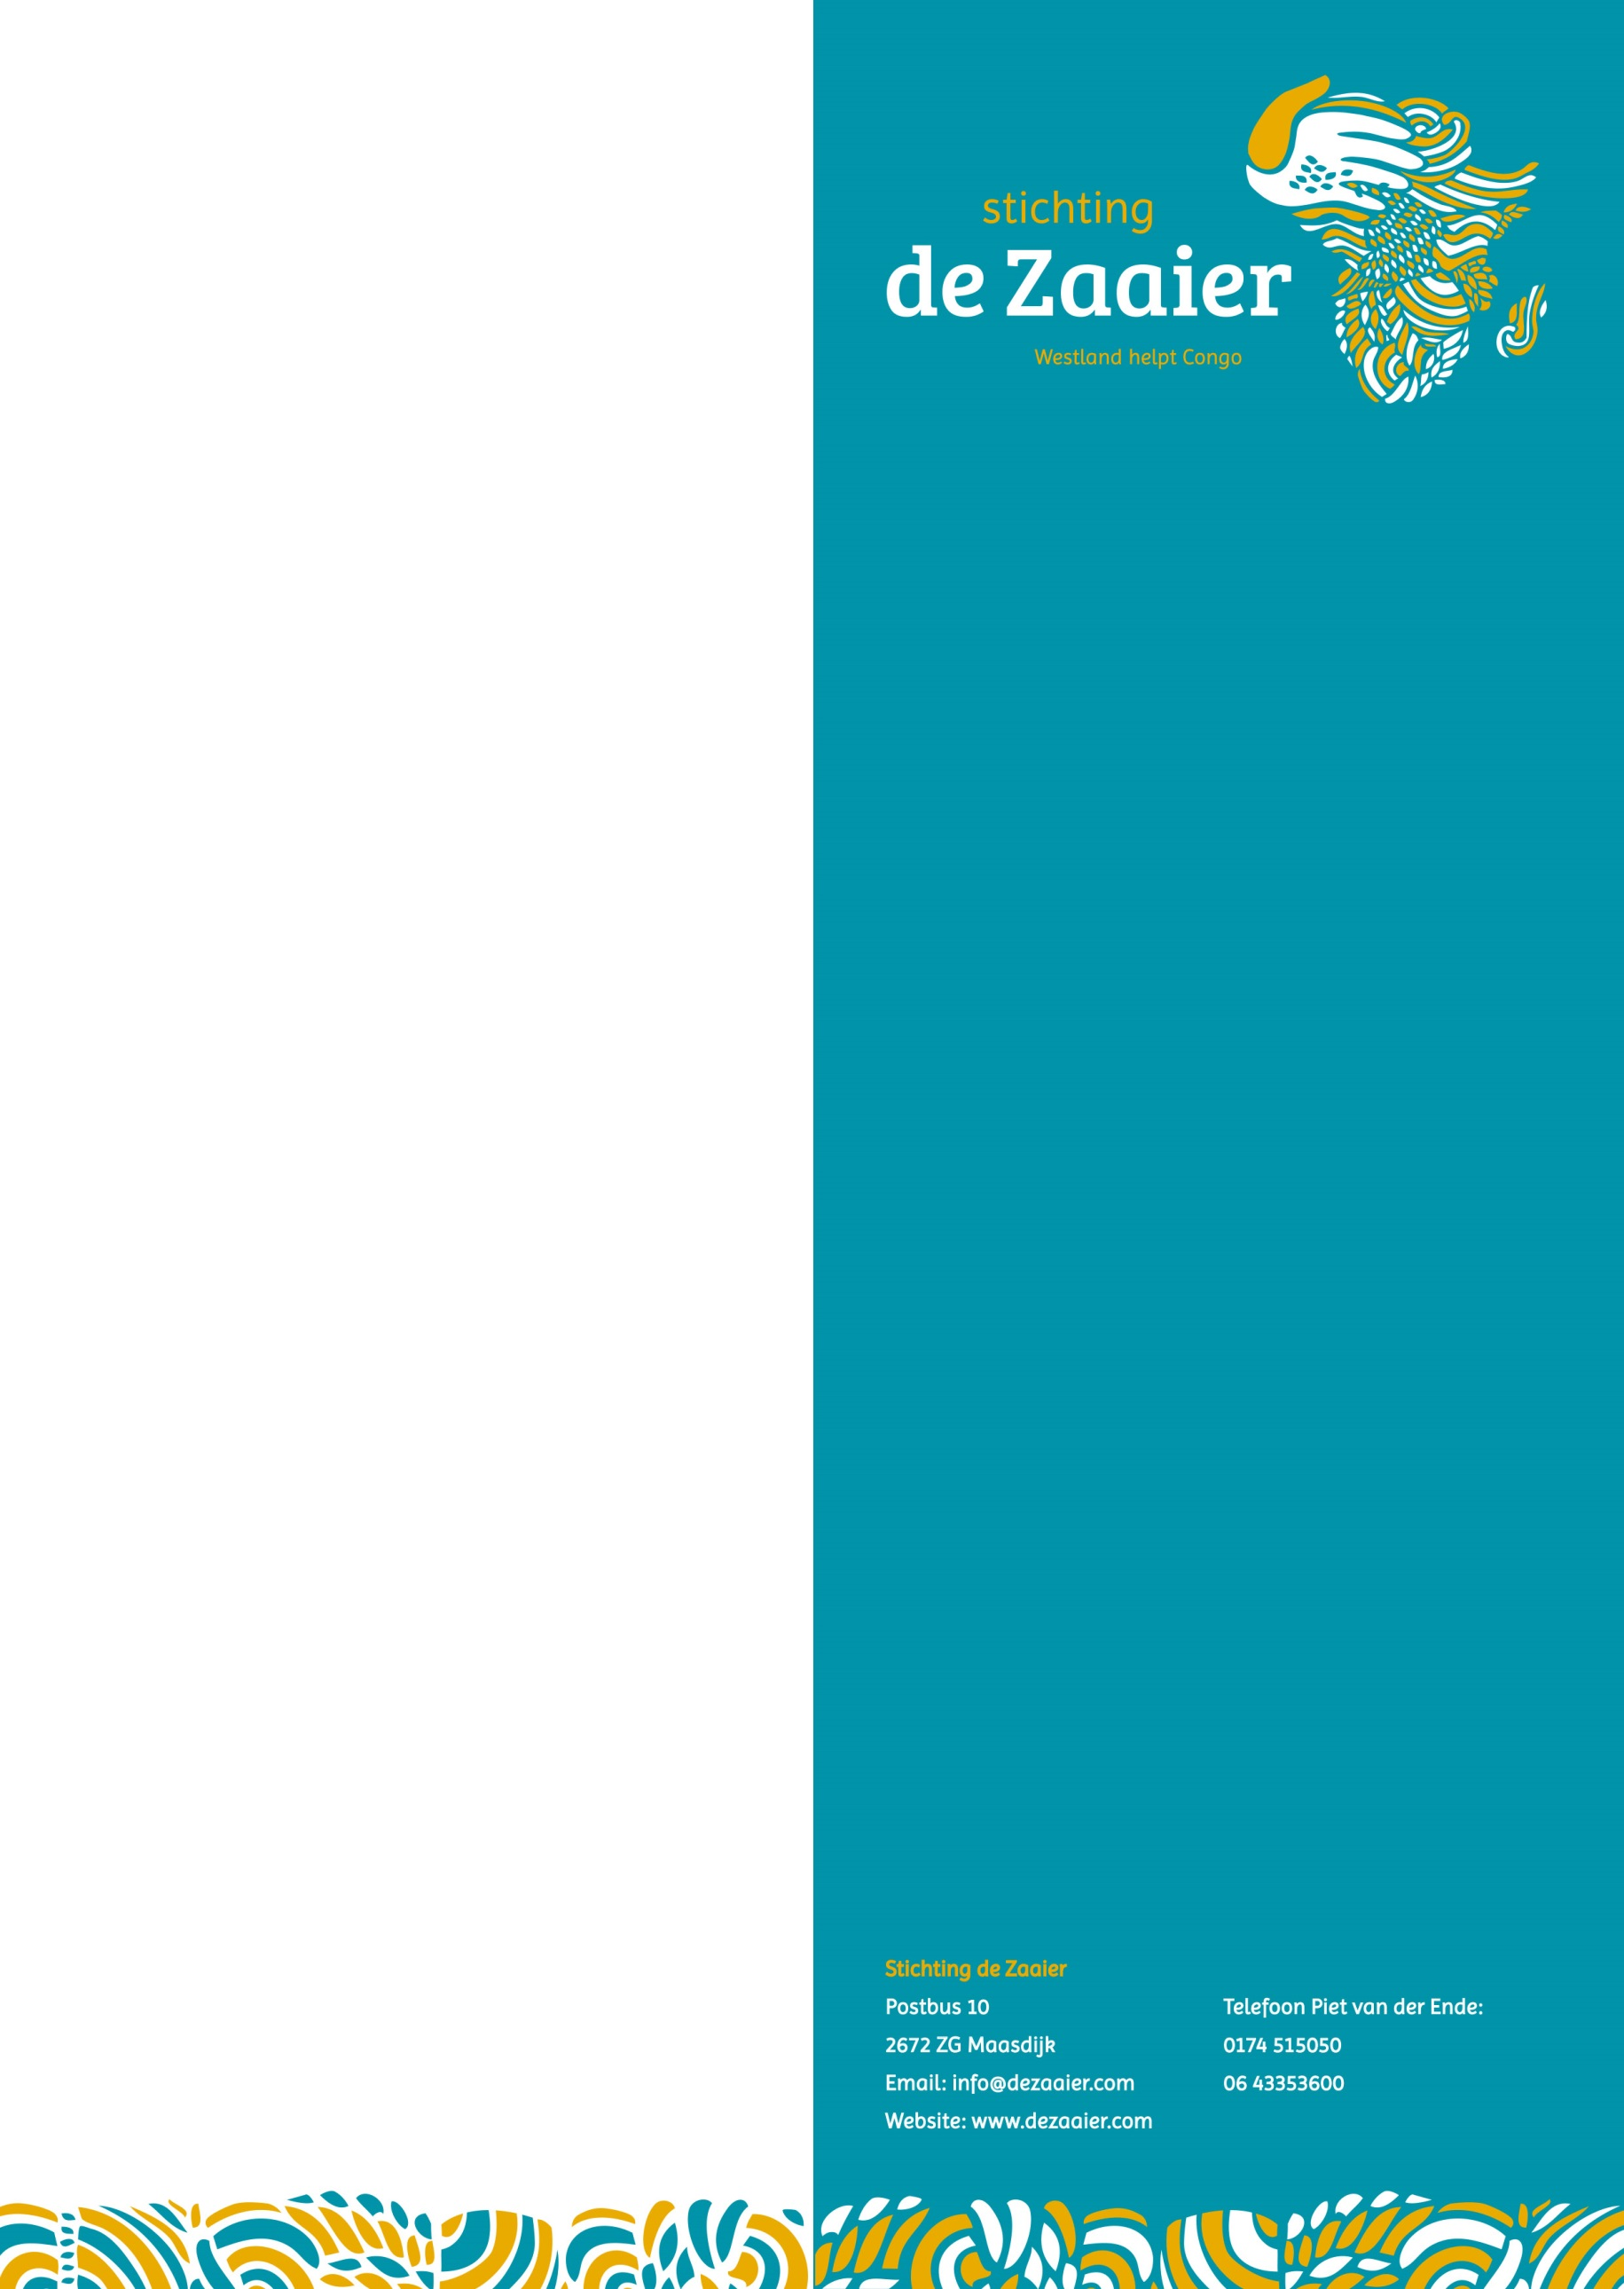 stichting
de Zaaier
Westland helpt Congo
Stichting de Zaaier
Postbus 10
2672 ZG Maasdijk
Email: info@dezaaier.com
Website: www.dezaaier.com
Telefoon Piet van der Ende:
0174 515050
06 43353600